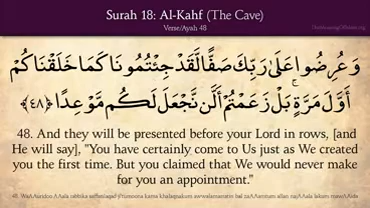 Surah 18: Al-Kahf (The Cave)
Verse/Ayah 48
وَعُرِضُوا عَلَىٰ رَبِّكَ صَفًّا لَّقَدْ جِئْتُمُونَا كَمَا خَلَقْنَاكُمْ
أَوَّلَ مَرَّةٍ ۚ بَلْ زَعَمْتُمْ أَلَّن نَّجْعَلَ لَكُم مَّوْعِدًا ﴿٤٨﴾
48. And they will be presented before your Lord in rows, [and
He will say], "You have certainly come to Us just as We created
you the first time. But you claimed that We would never make
for you an appointment."